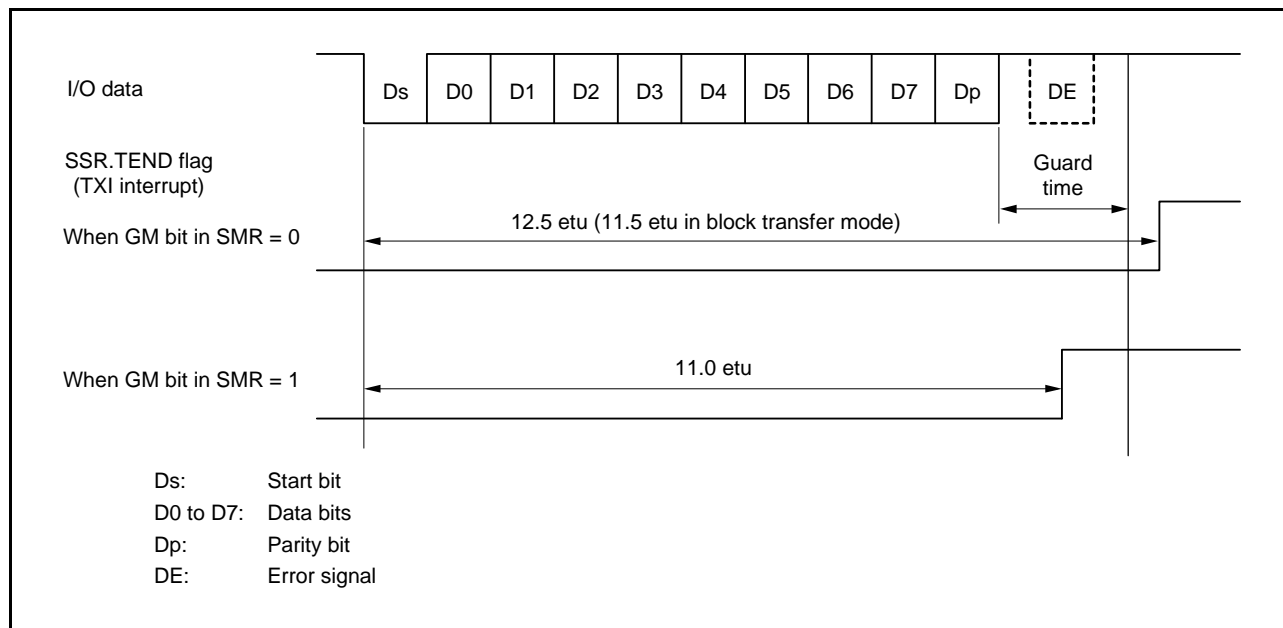 I/O data
Ds D0 D1 D2 D3 D4 D5 D6 D7 Dp DE
SSR.TEND flag
(TXI interrupt)
Guard
time
When GM bit in SMR = 0
12.5 etu (11.5 etu in block transfer mode)
When GM bit in SMR = 1
11.0 etu
Ds: Start bit
D0 to D7: Data bits
Dp: Parity bit
DE: Error signal